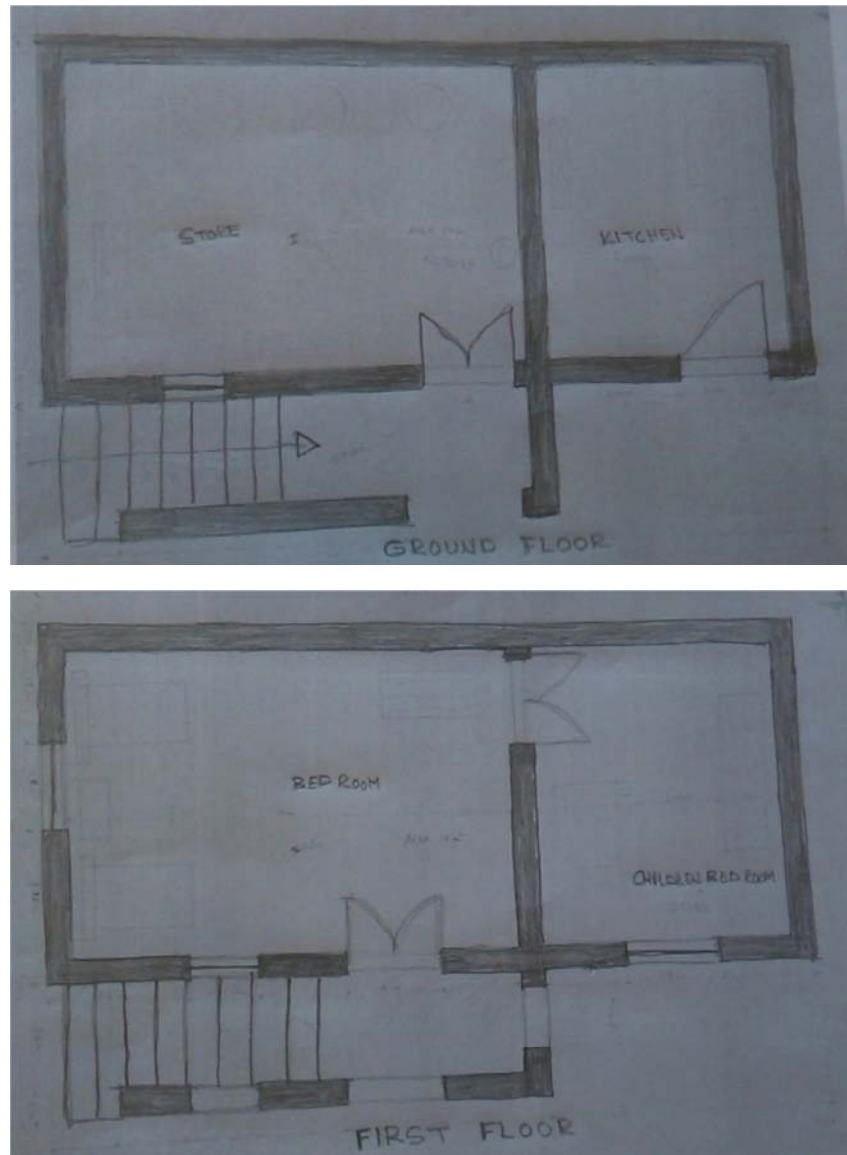 STORE
KITCHEN
GROUND FLOOR
BED ROOM
CHILDREN BED ROOM
FIRST FLOOR